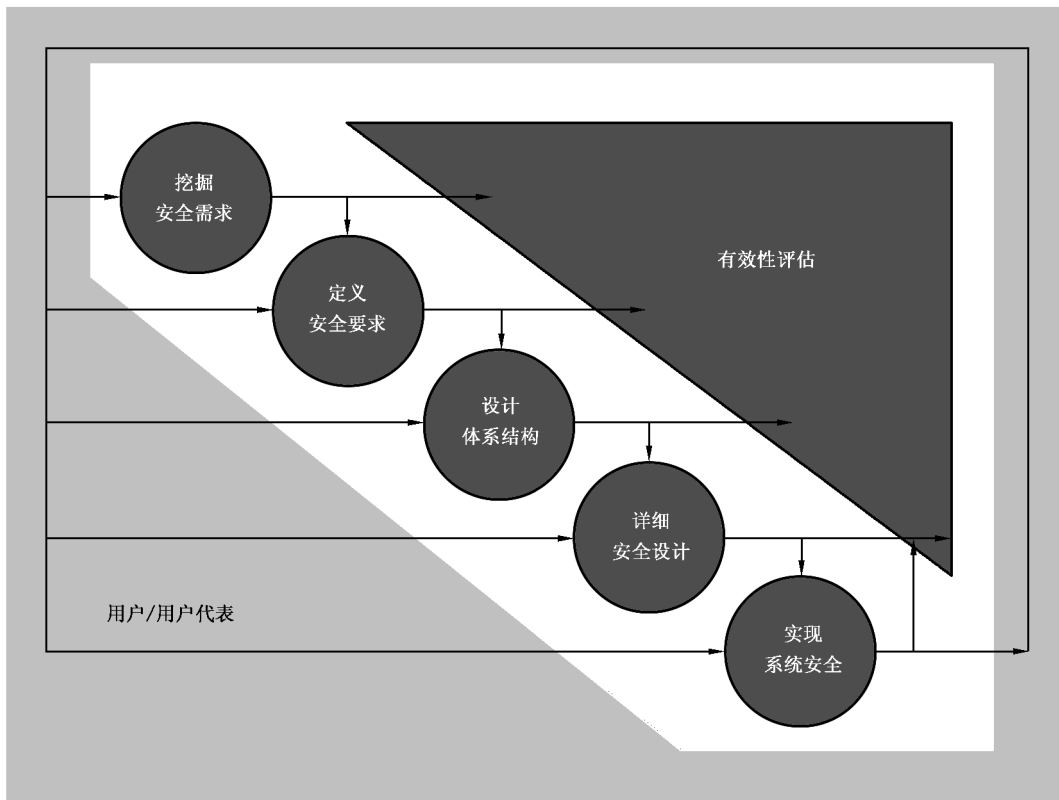 挖掘
安全需求
有效性评估
定义
安全要求
设计
体系结构
详细
安全设计
用户/用户代表
实现
系统安全